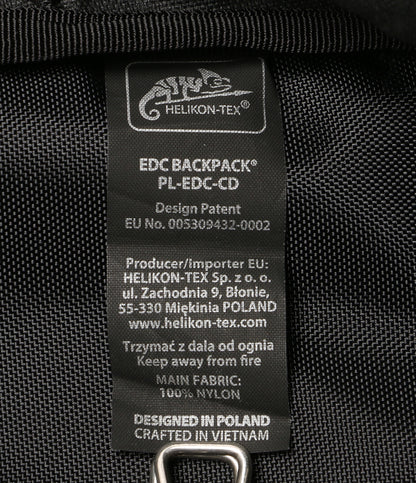 HELIKON-TEX®
EDC BACKPACK®
PL-EDC-CD
Design Patent
EU No. 005309432-0002
Producer/importer EU:
HELIKON-TEX Sp. z o. o.
ul. Zachodnia 9, Błonie,
55-330 Miękinia POLAND
www.helikon-tex.com
Trzymać z dala od ognia
Keep away from fire
MAIN FABRIC:
100% NYLON
DESIGNED IN POLAND
CRAFTED IN VIETNAM